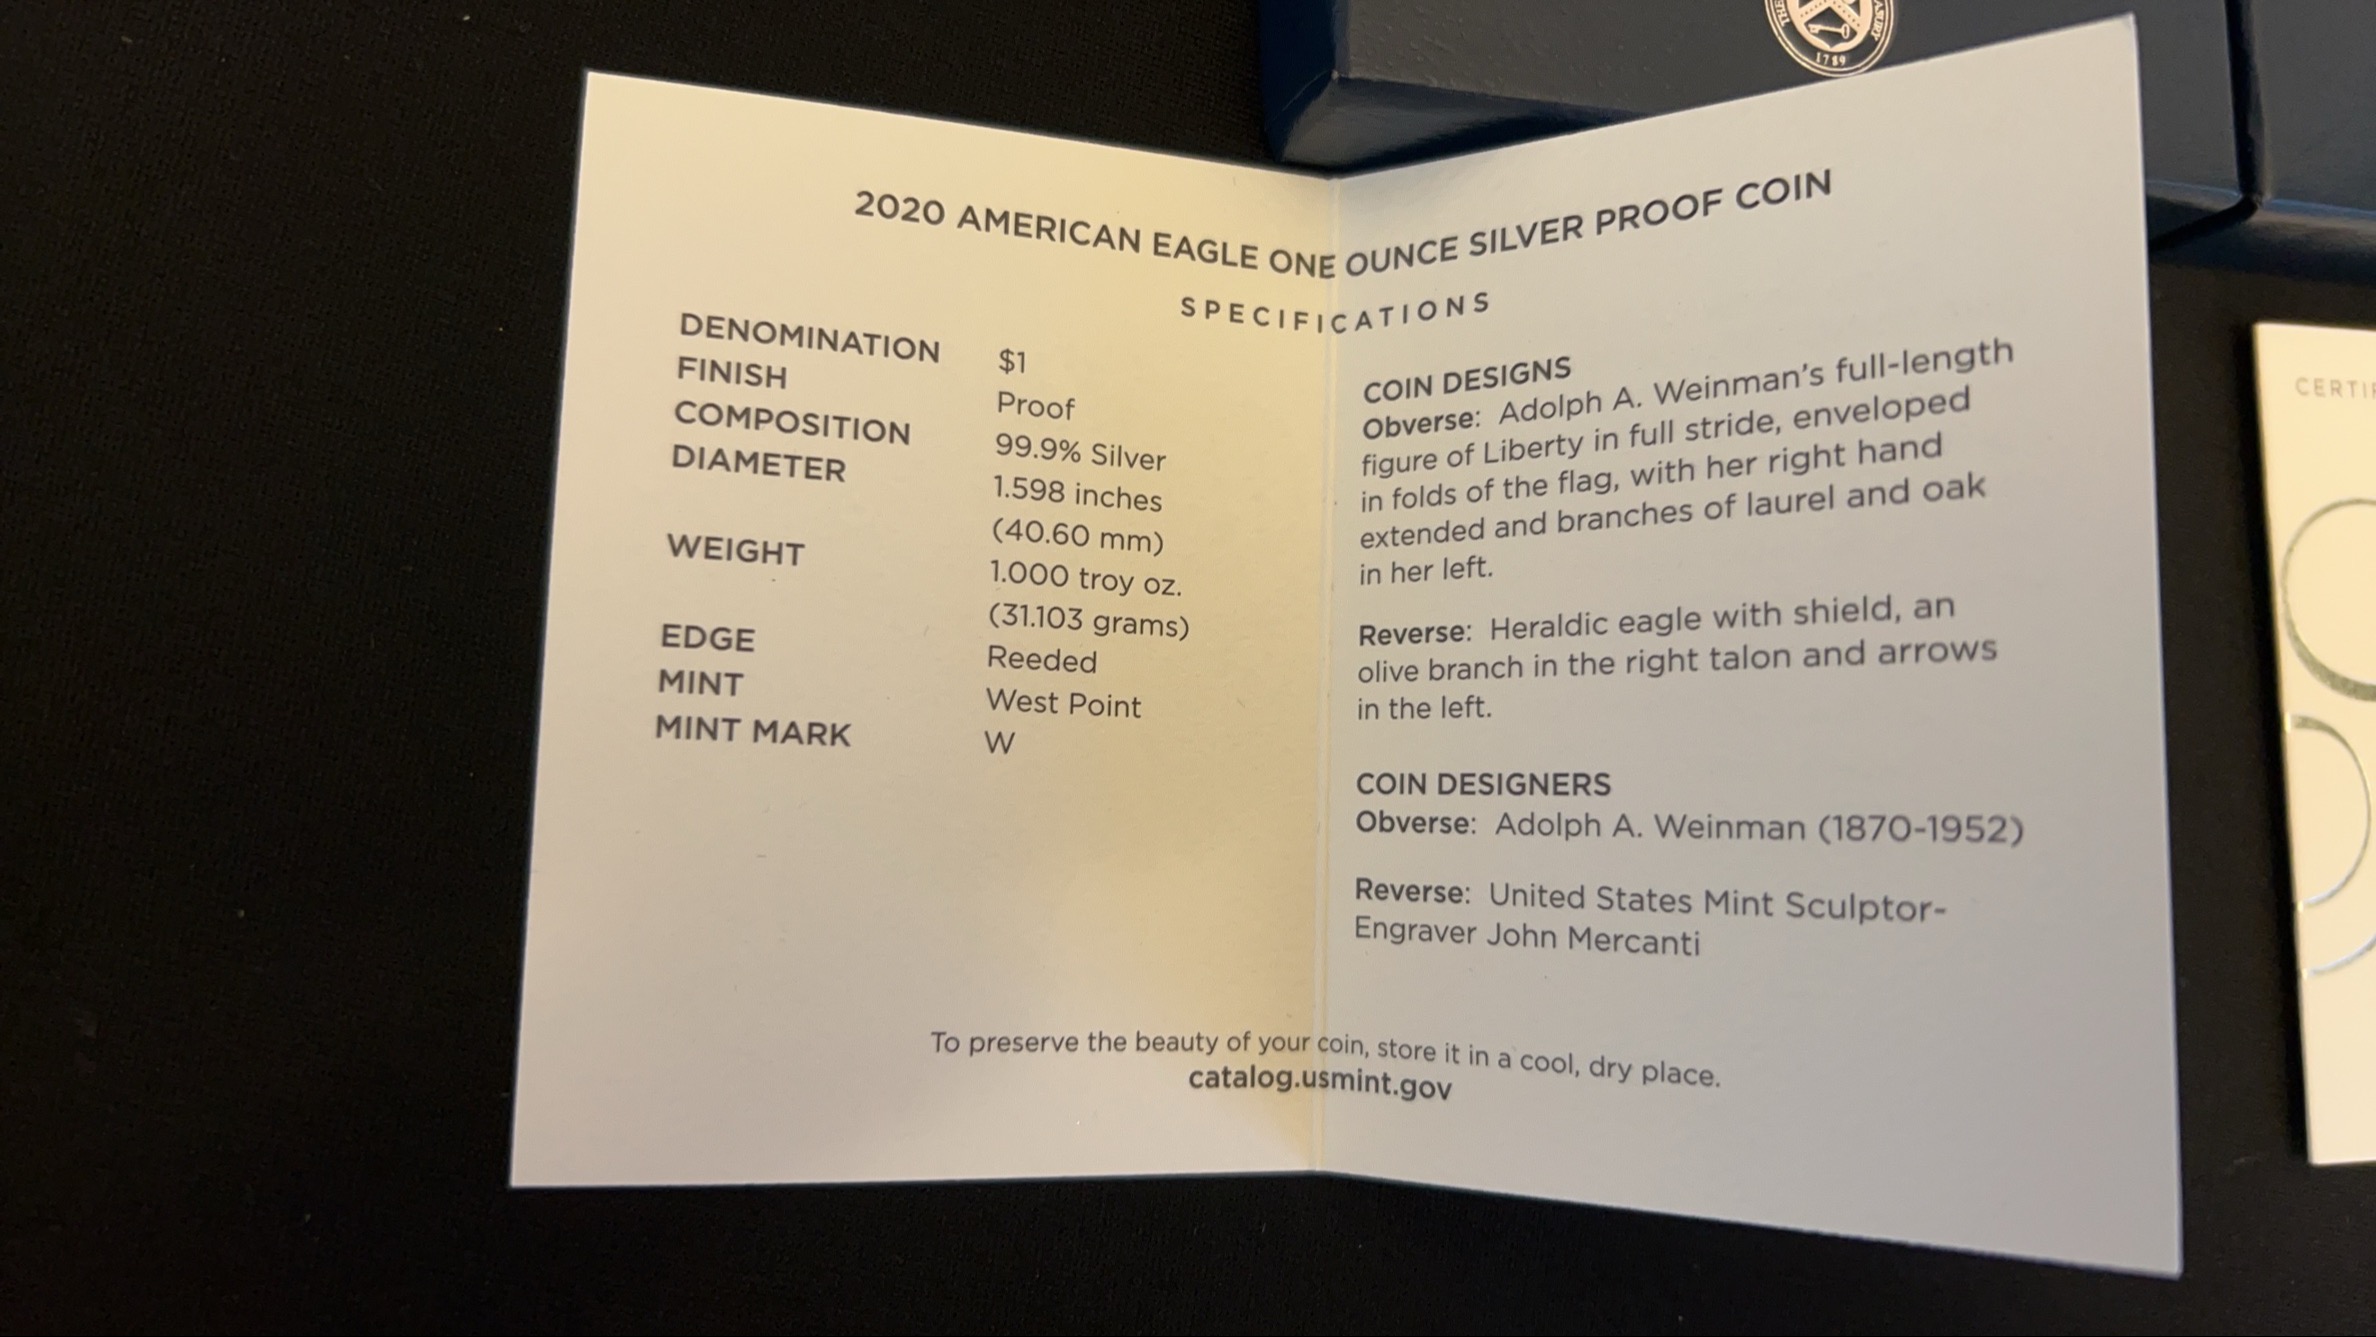 THE
ASURY
1789
2020 AMERICAN EAGLE ONE OUNCE SILVER PROOF COIN
SPECIFICATIONS
DENOMINATION $1
FINISH Proof
COMPOSITION 99.9% Silver
DIAMETER 1.598 inches
(40.60 mm)
WEIGHT 1.000 troy oz.
(31.103 grams)
EDGE Reeded
MINT West Point
MINT MARK W
COIN DESIGNS
Obverse: Adolph A. Weinman's full-length
figure of Liberty in full stride, enveloped
in folds of the flag, with her right hand
extended and branches of laurel and oak
in her left.
Reverse: Heraldic eagle with shield, an
olive branch in the right talon and arrows
in the left.
COIN DESIGNERS
Obverse: Adolph A. Weinman (1870-1952)
Reverse: United States Mint Sculptor-
Engraver John Mercanti
To preserve the beauty of your coin, store it in a cool, dry place.
catalog.usmint.gov
CERTI